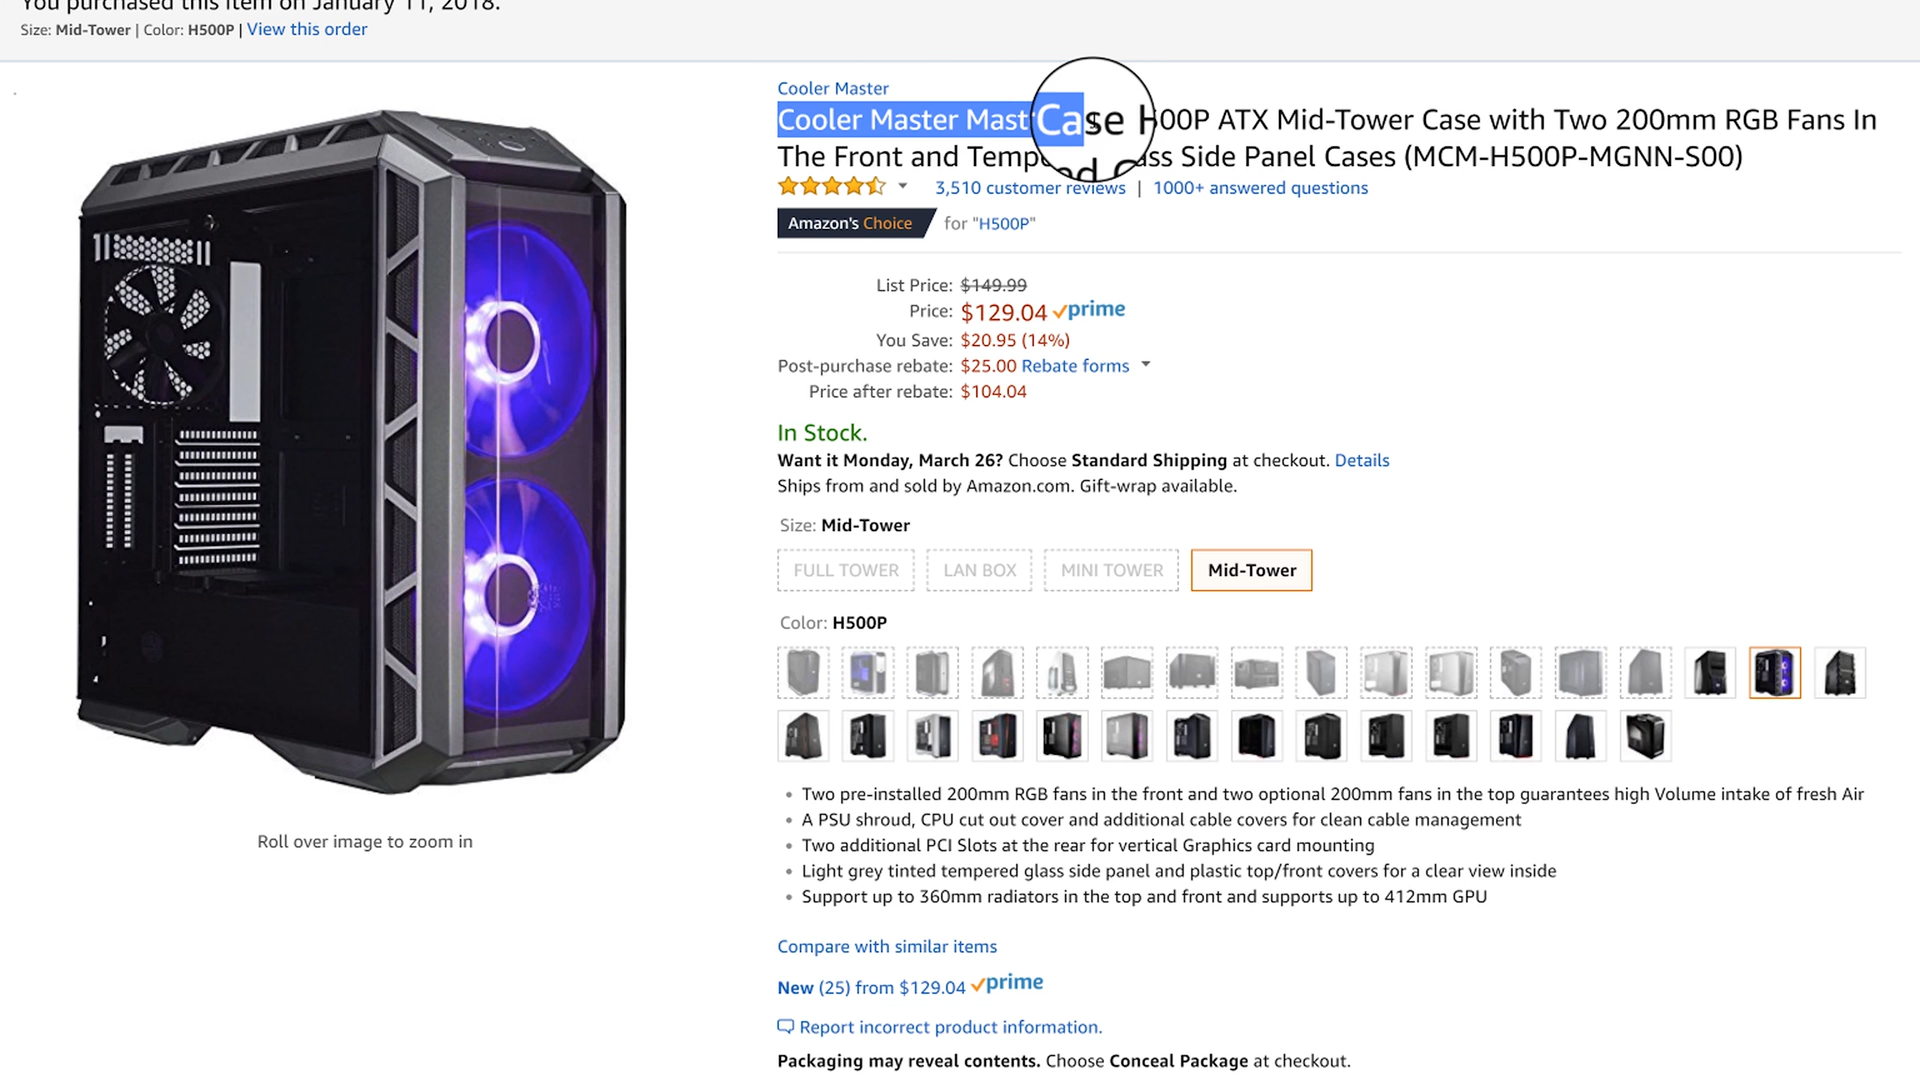 You purchased this item on January 11, 2018.
Size: Mid-Tower | Color: H500P | View this order
Cooler Master
Cooler Master Mast Case H00P ATX Mid-Tower Case with Two 200mm RGB Fans In
The Front and Temp ed ass Side Panel Cases (MCM-H500P-MGNN-S00)
3,510 customer reviews | 1000+ answered questions
Amazon's Choice for "H500P"
List Price: $149.99
Price: $129.04 prime
You Save: $20.95 (14%)
Post-purchase rebate: $25.00 Rebate forms
Price after rebate: $104.04
In Stock.
Want it Monday, March 26? Choose Standard Shipping at checkout. Details
Ships from and sold by Amazon.com. Gift-wrap available.
Size: Mid-Tower
FULL TOWER LAN BOX MINI TOWER Mid-Tower
Color: H500P
• Two pre-installed 200mm RGB fans in the front and two optional 200mm fans in the top guarantees high Volume intake of fresh Air
• A PSU shroud, CPU cut out cover and additional cable covers for clean cable management
• Two additional PCI Slots at the rear for vertical Graphics card mounting
• Light grey tinted tempered glass side panel and plastic top/front covers for a clear view inside
• Support up to 360mm radiators in the top and front and supports up to 412mm GPU
Roll over image to zoom in
Compare with similar items
New (25) from $129.04 prime
Report incorrect product information.
Packaging may reveal contents. Choose Conceal Package at checkout.